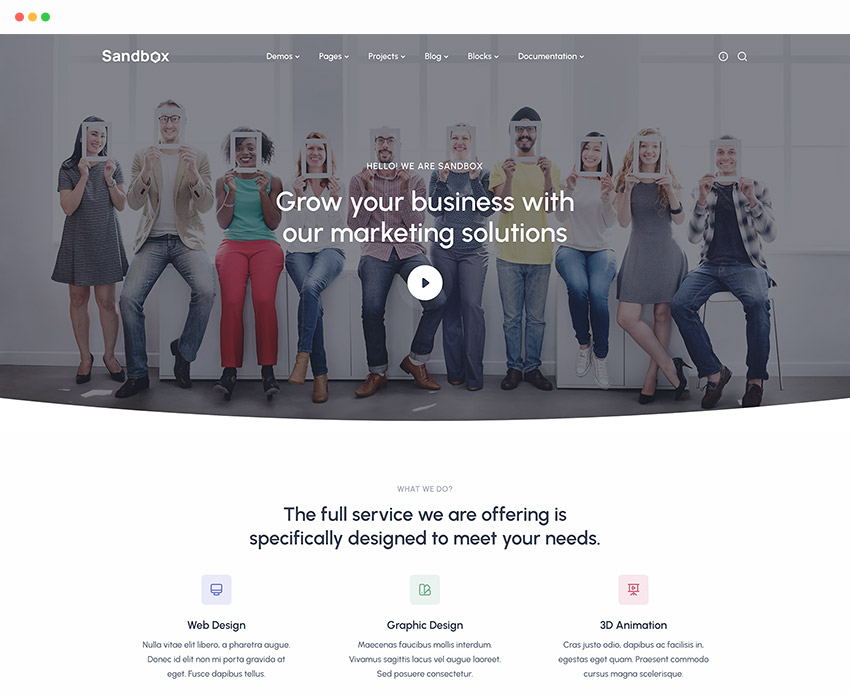 Sandbox
Demos Pages Projects Blog Blocks Documentation
HELLO! WE ARE SANDBOX
Grow your business with
our marketing solutions
WHAT WE DO?
The full service we are offering is
specifically designed to meet your needs.
Web Design
Nulla vitae elit libero, a pharetra augue.
Donec id elit non mi porta gravida at
eget. Fusce dapibus tellus.
Graphic Design
Maecenas faucibus mollis interdum.
Vivamus sagittis lacus vel augue laoreet.
Sed posuere consectetur.
3D Animation
Cras justo odio, dapibus ac facilisis in,
egestas eget quam. Praesent commodo
cursus magna scelerisque.